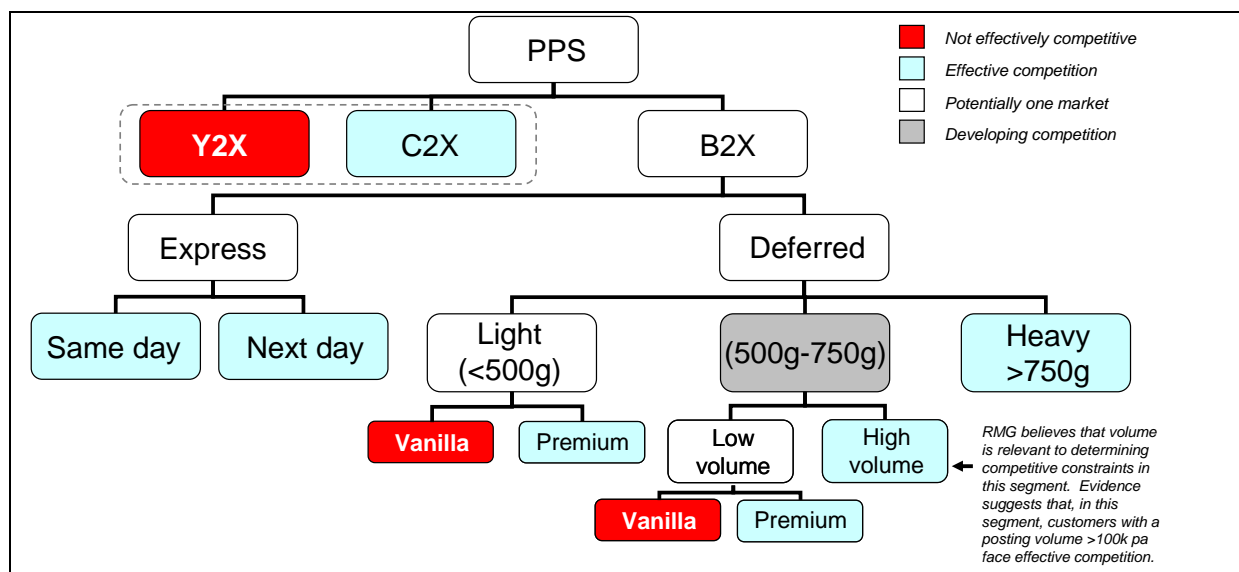 PPS
Not effectively competitive
Effective competition
Potentially one market
Developing competition
Y2X
C2X
B2X
Express
Deferred
Same day
Next day
Light
(<500g)
(500g-750g)
Heavy
>750g
Vanilla
Premium
Low
volume
High
volume
Vanilla
Premium
RMG believes that volume
is relevant to determining
competitive constraints in
this segment. Evidence
suggests that, in this
segment, customers with a
posting volume >100k pa
face effective competition.